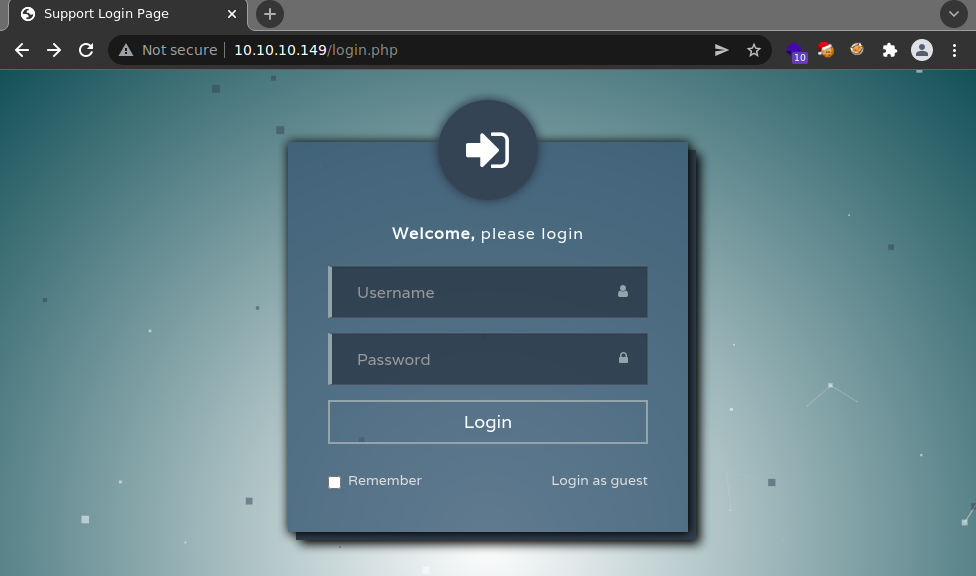 Support Login Page
Not secure 10.10.10.149/login.php
10
Welcome, please login
Username
Password
Login
Remember Login as guest